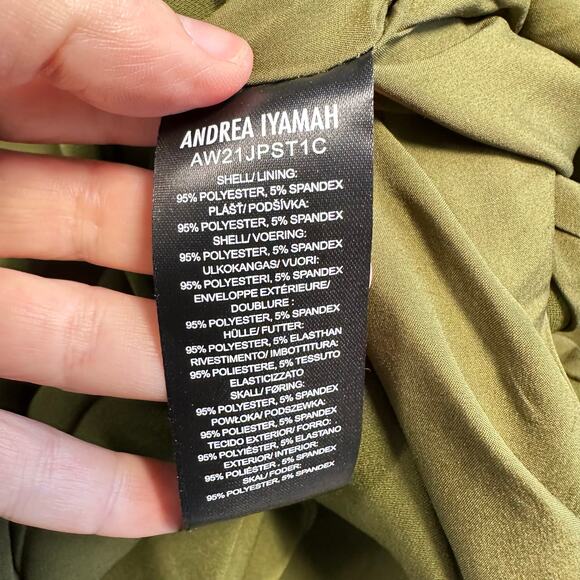 ANDREA IYAMAH
AW21JPST1C
SHELL/ LINING:
95% POLYESTER, 5% SPANDEX
PLÁŠŤ/ PODŠÍVKA:
95% POLYESTER, 5% SPANDEX
SHELL/ VOERING:
95% POLYESTER, 5% SPANDEX
ULKOKANGAS/ VUORI:
95% POLYESTERI, 5% SPANDEX
ENVELOPPE EXTÉRIEURE/
DOUBLURE :
95% POLYESTER, 5% SPANDEX
HÜLLE/ FUTTER:
95% POLYESTER, 5% ELASTHAN
RIVESTIMENTO/ IMBOTTITURA:
95% POLIESTERE, 5% TESSUTO
ELASTICIZZATO
SKALL/ FØRING:
95% POLYESTER, 5% SPANDEX
POWŁOKA/ PODSZEWKA:
95% POLIESTER, 5% SPANDEX
TECIDO EXTERIOR/ FORRO:
95% POLYIÉSTER, 5% ELASTANO
EXTERIOR/ INTERIOR:
95% POLIÉSTER , 5% SPANDEX
SKAL/ FODER:
95% POLYESTER, 5% SPANDEX